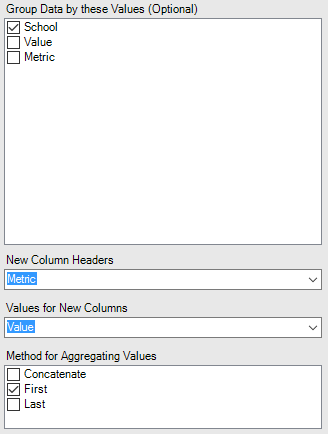 Group Data by these Values (Optional)
School
Value
Metric
New Column Headers
Metric
Values for New Columns
Value
Method for Aggregating Values
Concatenate
First
Last